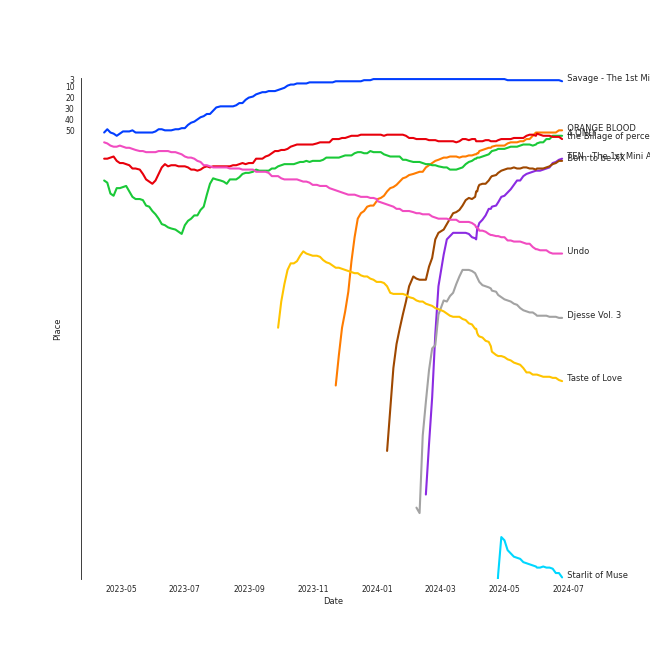 3
10
20
30
40
50
Savage - The 1st Mi
ORANGE BLOOD
the Billage of perce
TEN - The 1st Mini A
Born to be XX
Undo
Djesse Vol. 3
Taste of Love
Starlit of Muse
Place
2023-05
2023-07
2023-09
2023-11
2024-01
2024-03
2024-05
2024-07
Date